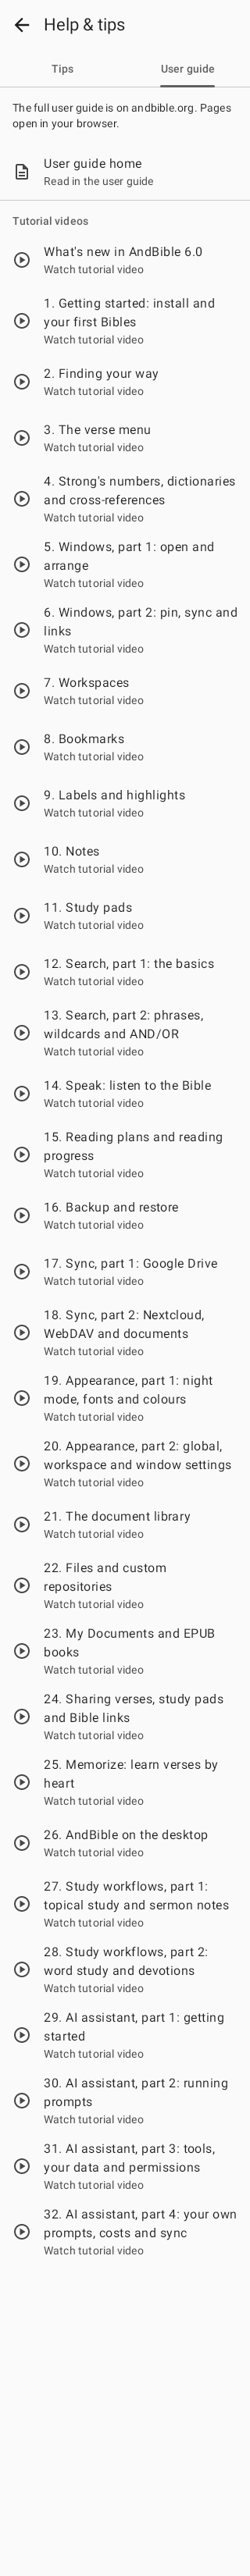 Help & tips
Tips
User guide
The full user guide is on andbible.org. Pages
open in your browser.
User guide home
Read in the user guide
Tutorial videos
What's new in AndBible 6.0
Watch tutorial video
1. Getting started: install and
your first Bibles
Watch tutorial video
2. Finding your way
Watch tutorial video
3. The verse menu
Watch tutorial video
4. Strong's numbers, dictionaries
and cross-references
Watch tutorial video
5. Windows, part 1: open and
arrange
Watch tutorial video
6. Windows, part 2: pin, sync and
links
Watch tutorial video
7. Workspaces
Watch tutorial video
8. Bookmarks
Watch tutorial video
9. Labels and highlights
Watch tutorial video
10. Notes
Watch tutorial video
11. Study pads
Watch tutorial video
12. Search, part 1: the basics
Watch tutorial video
13. Search, part 2: phrases,
wildcards and AND/OR
Watch tutorial video
14. Speak: listen to the Bible
Watch tutorial video
15. Reading plans and reading
progress
Watch tutorial video
16. Backup and restore
Watch tutorial video
17. Sync, part 1: Google Drive
Watch tutorial video
18. Sync, part 2: Nextcloud,
WebDAV and documents
Watch tutorial video
19. Appearance, part 1: night
mode, fonts and colours
Watch tutorial video
20. Appearance, part 2: global,
workspace and window settings
Watch tutorial video
21. The document library
Watch tutorial video
22. Files and custom
repositories
Watch tutorial video
23. My Documents and EPUB
books
Watch tutorial video
24. Sharing verses, study pads
and Bible links
Watch tutorial video
25. Memorize: learn verses by
heart
Watch tutorial video
26. AndBible on the desktop
Watch tutorial video
27. Study workflows, part 1:
topical study and sermon notes
Watch tutorial video
28. Study workflows, part 2:
word study and devotions
Watch tutorial video
29. AI assistant, part 1: getting
started
Watch tutorial video
30. AI assistant, part 2: running
prompts
Watch tutorial video
31. AI assistant, part 3: tools,
your data and permissions
Watch tutorial video
32. AI assistant, part 4: your own
prompts, costs and sync
Watch tutorial video